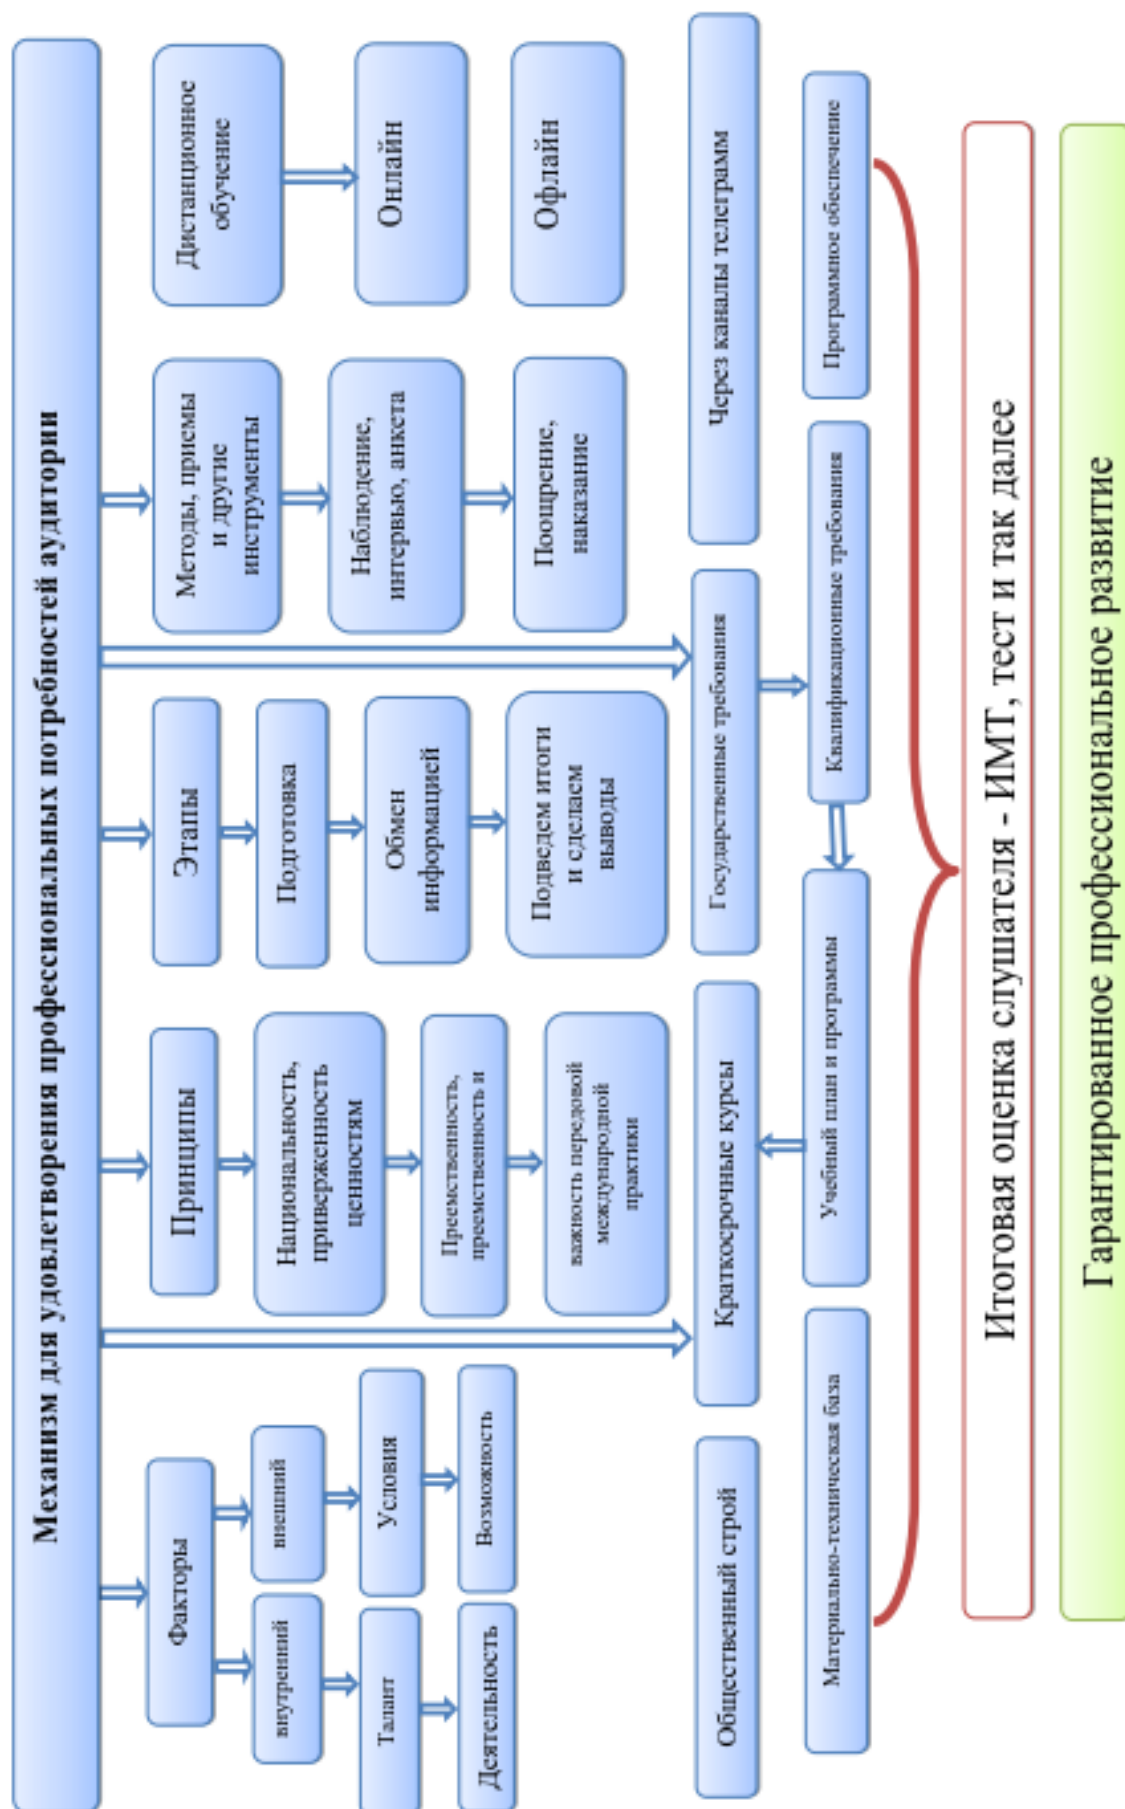 Механизм для удовлетворения профессиональных потребностей аудитории
Факторы
внутренний
внешний
Талант
Условия
Деятельность
Возможность
Принципы
Национальность,
приверженность
ценностям
Преемственность,
преемственность и
важность передовой
международной
практики
Этапы
Подготовка
Обмен
информацией
Подведем итоги
и сделаем
выводы
Методы, приемы
и другие
инструменты
Наблюдение,
интервью, анкета
Поощрение,
наказание
Дистанционное
обучение
Онлайн
Офлайн
Общественный строй
Краткосрочные курсы
Государственные требования
Через каналы телеграмм
Материально-техническая база
Учебный план и программы
Квалификационные требования
Программное обеспечение
Итоговая оценка слушателя - ИМТ, тест и так далее
Гарантированное профессиональное развитие